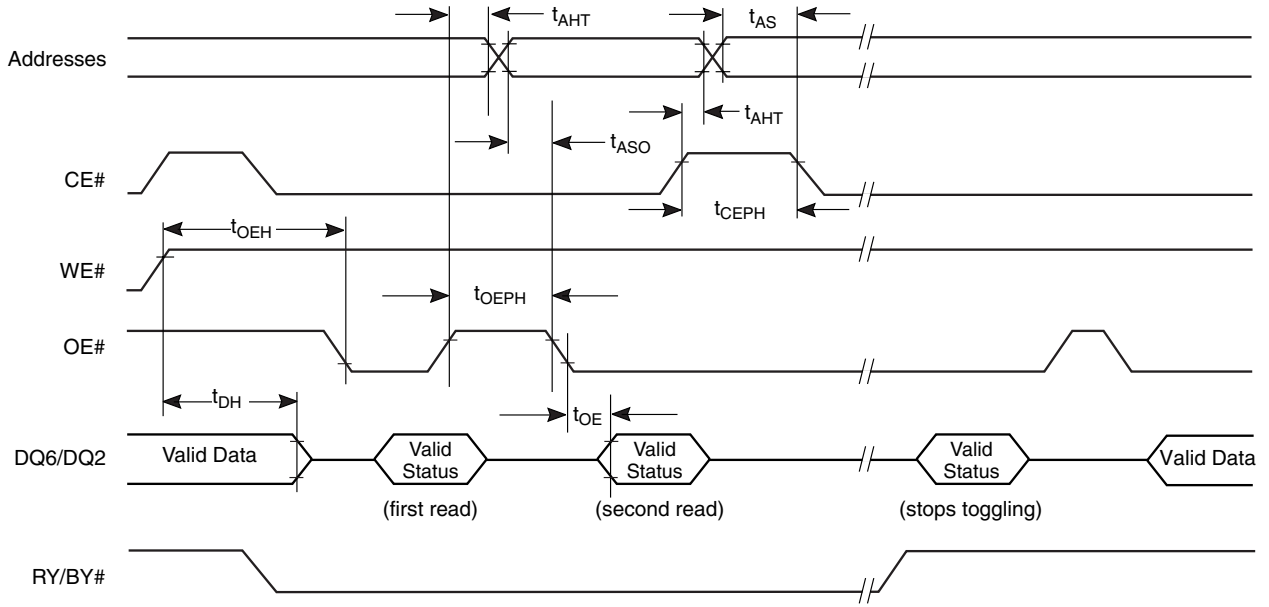 tAHT
tAS
Addresses
tAHT
tASO
CE#
tCEPH
tOEH
WE#
tOEPH
OE#
tDH
tOE
DQ6/DQ2
Valid Data
Valid
Status
Valid
Status
Valid
Status
Valid Data
(first read)
(second read)
(stops toggling)
RY/BY#